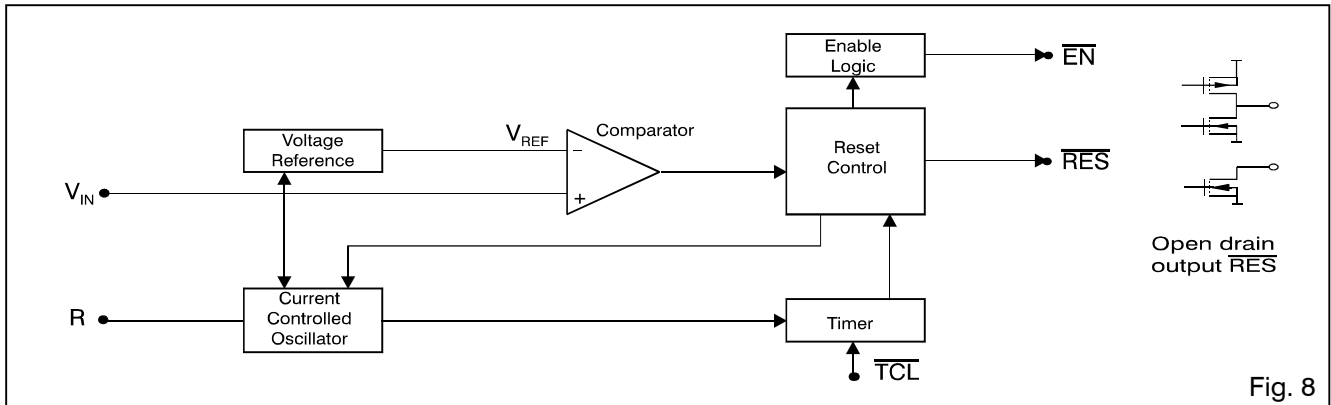 Enable
Logic
EN
Voltage
Reference
VREF
Comparator
−
+
Reset
Control
RES
VIN
Open drain
output RES
R
Current
Controlled
Oscillator
Timer
TCL
Fig. 8